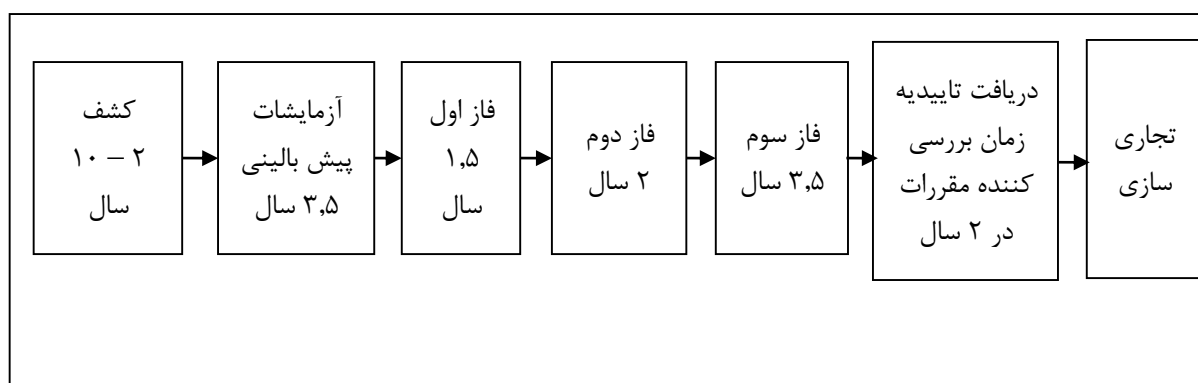 کشف
۲ – ۱۰
سال
آزمایشات
پیش بالینی
۳,۵ سال
فاز اول
۱,۵
سال
فاز دوم
۲ سال
فاز سوم
۳,۵ سال
دریافت تاییدیه
زمان بررسی
کننده مقررات
در ۲ سال
تجاری
سازی